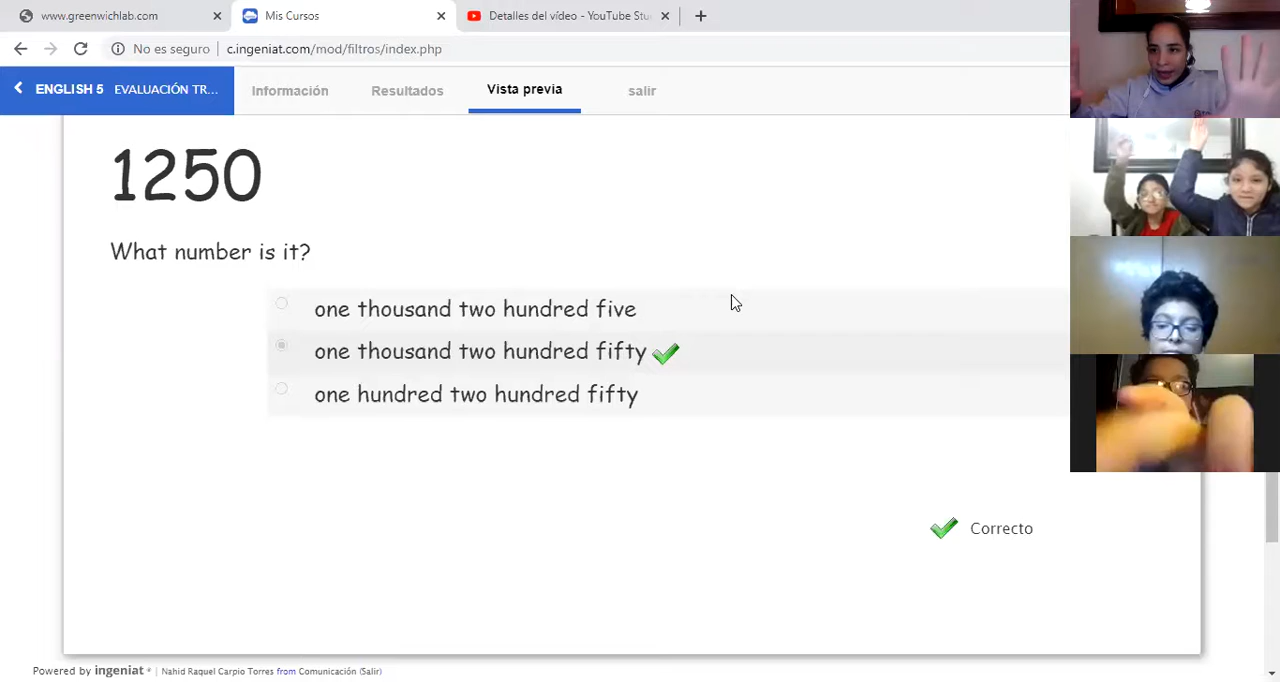 www.greenwichlab.com
Mis Cursos
Detalles del vídeo - YouTube Stu
No es seguro | c.ingeniat.com/mod/filtros/index.php
ENGLISH 5 EVALUACIÓN TR...
Información
Resultados
Vista previa
salir
1250
What number is it?
one thousand two hundred five
one thousand two hundred fifty
one hundred two hundred fifty
Correcto
Powered by ingeniat ® | Nahid Raquel Carpio Torres from Comunicación (Salir)